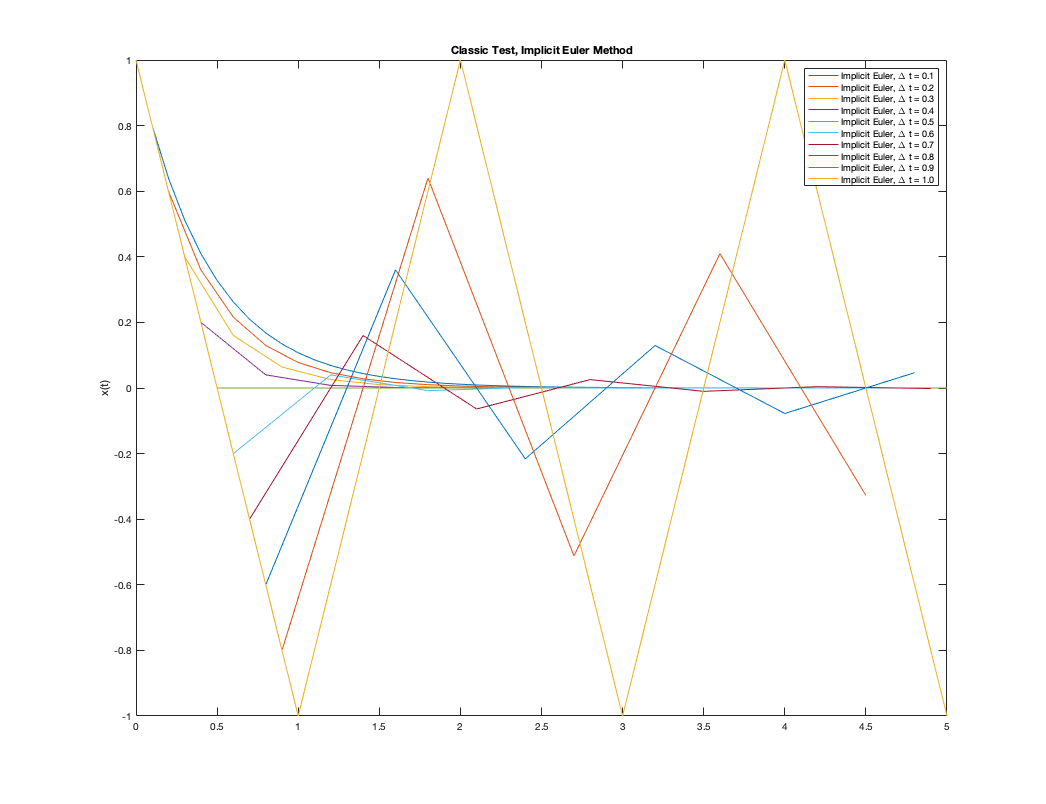 Classic Test, Implicit Euler Method
Implicit Euler, Δ t = 0.1
Implicit Euler, Δ t = 0.2
Implicit Euler, Δ t = 0.3
Implicit Euler, Δ t = 0.4
Implicit Euler, Δ t = 0.5
Implicit Euler, Δ t = 0.6
Implicit Euler, Δ t = 0.7
Implicit Euler, Δ t = 0.8
Implicit Euler, Δ t = 0.9
Implicit Euler, Δ t = 1.0
x(t)
1
0.8
0.6
0.4
0.2
0
-0.2
-0.4
-0.6
-0.8
-1
0 0.5 1 1.5 2 2.5 3 3.5 4 4.5 5